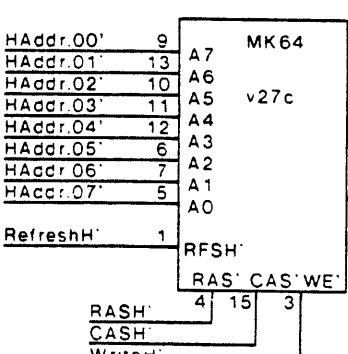 HAddr.00' 9 A7 MK64
HAddr.01' 13 A6
HAddr.02' 10 A5 v27c
HAddr.03' 11 A4
HAddr.04' 12 A3
HAddr.05' 6 A2
HAddr 06' 7 A1
HAddr.07' 5 A0
RefreshH' 1 RFSH'
RAS' CAS' WE'
4 15 3
RASH'
CASH'
WriteH'